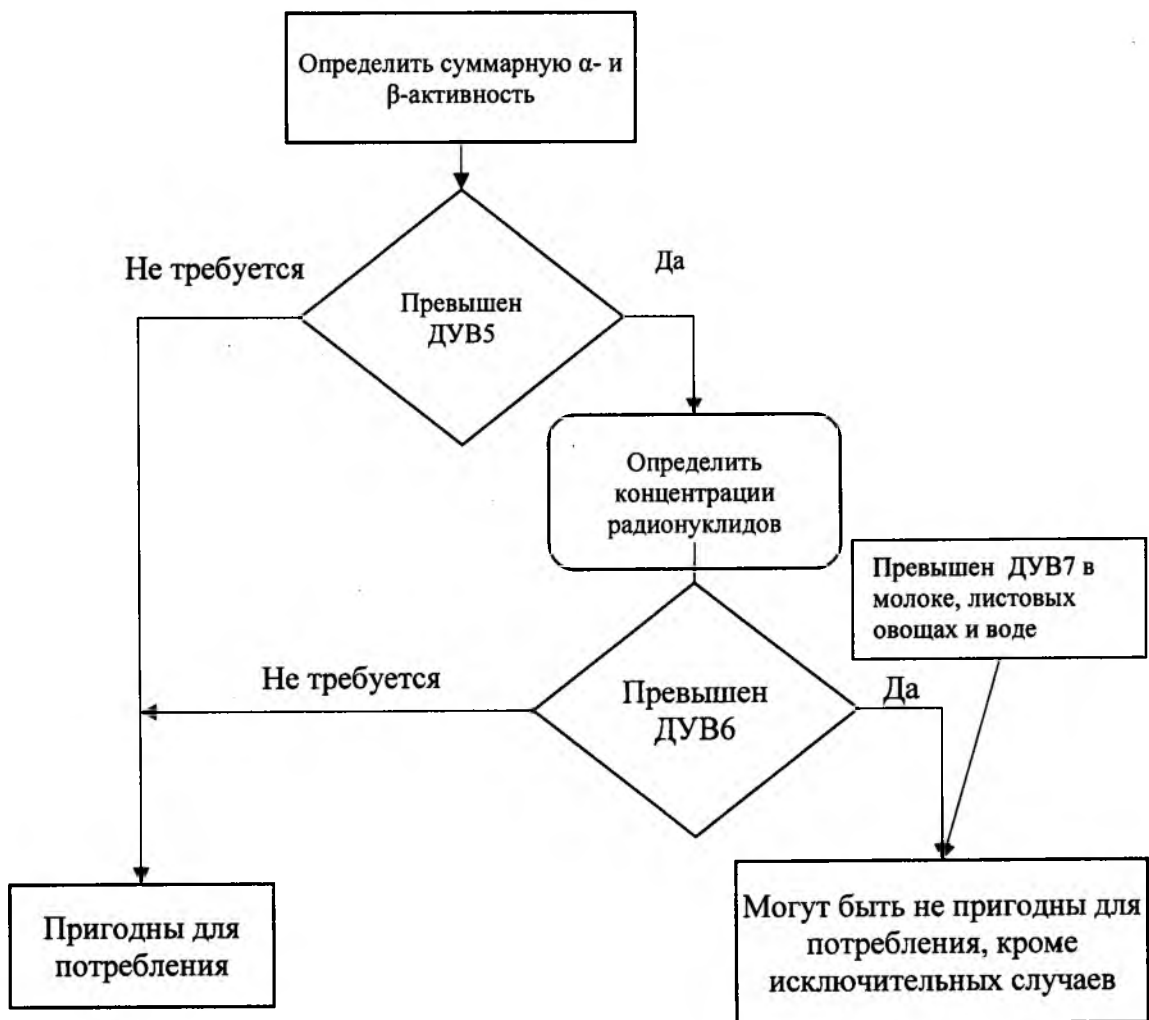 Определить суммарную α- и
β-активность
Не требуется
Да
Превышен
ДУВ5
Определить
концентрации
радионуклидов
Превышен ДУВ7 в
молоке, листовых
овощах и воде
Не требуется
Превышен
ДУВ6
Да
Пригодны для
потребления
Могут быть не пригодны для
потребления, кроме
исключительных случаев